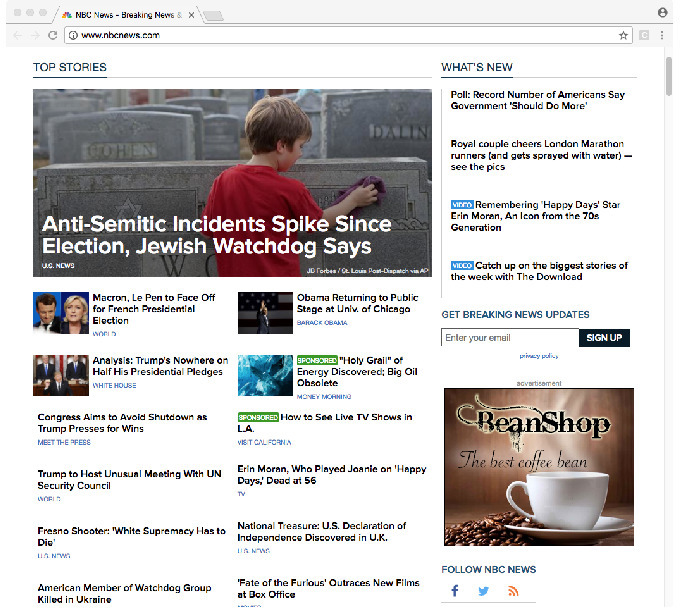 NBC News - Breaking News &
www.nbcnews.com
TOP STORIES
COHEN
DALIN
Anti-Semitic Incidents Spike Since
Election, Jewish Watchdog Says
U.S. NEWS
JD Forbes / St. Louis Post-Dispatch via AP
Macron, Le Pen to Face Off
for French Presidential
Election
WORLD
Obama Returning to Public
Stage at Univ. of Chicago
BARACK OBAMA
Analysis: Trump's Nowhere on
Half His Presidential Pledges
WHITE HOUSE
SPONSORED "Holy Grail" of
Energy Discovered; Big Oil
Obsolete
MONEY MORNING
Congress Aims to Avoid Shutdown as
Trump Presses for Wins
MEET THE PRESS
SPONSORED How to See Live TV Shows in
L.A.
VISIT CALIFORNIA
Trump to Host Unusual Meeting With UN
Security Council
WORLD
Erin Moran, Who Played Joanie on 'Happy
Days,' Dead at 56
TV
Fresno Shooter: 'White Supremacy Has to
Die'
U.S. NEWS
National Treasure: U.S. Declaration of
Independence Discovered in U.K.
U.S. NEWS
American Member of Watchdog Group
Killed in Ukraine
'Fate of the Furious' Outraces New Films
at Box Office
MOVIES
WHAT'S NEW
Poll: Record Number of Americans Say
Government 'Should Do More'
Royal couple cheers London Marathon
runners (and gets sprayed with water) —
see the pics
VIDEO Remembering 'Happy Days' Star
Erin Moran, An Icon from the 70s
Generation
VIDEO Catch up on the biggest stories of
the week with The Download
GET BREAKING NEWS UPDATES
Enter your email
SIGN UP
privacy policy
advertisement
BeanShop
The best coffee bean
FOLLOW NBC NEWS